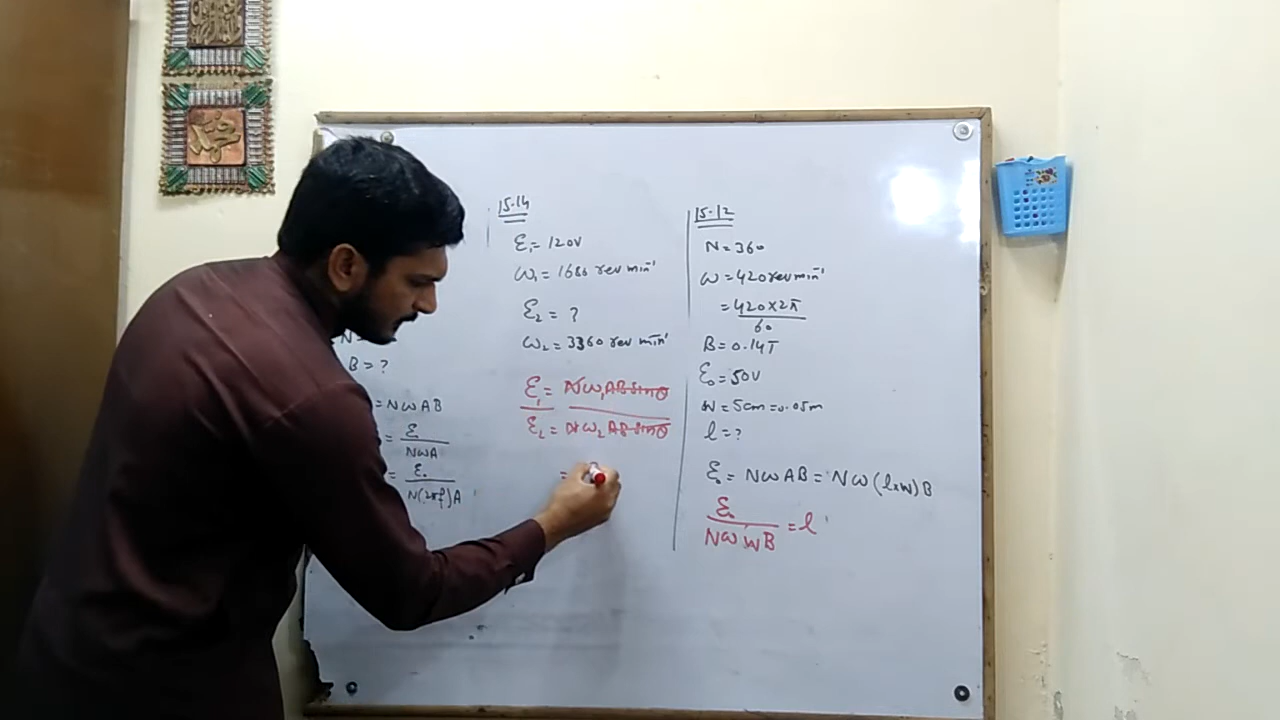 محمد
B = ?
= NωAB
= ε
NωA
= ε₀
N(2πf)A
15.14
ε₁ = 120V
ω₁ = 1680 rev min⁻¹
ε₂ = ?
ω₂ = 3360 rev min⁻¹
ε₁ = Nω₁ABsinθ
ε₂ = Nω₂ABsinθ
=
15.12
N = 360
ω = 420 rev min⁻¹
= 420×2π
60
B = 0.14T
ε₀ = 50V
W = 5cm = 0.05m
l = ?
ε₀ = NωAB = Nω(l×W)B
ε₀
NωWB = l